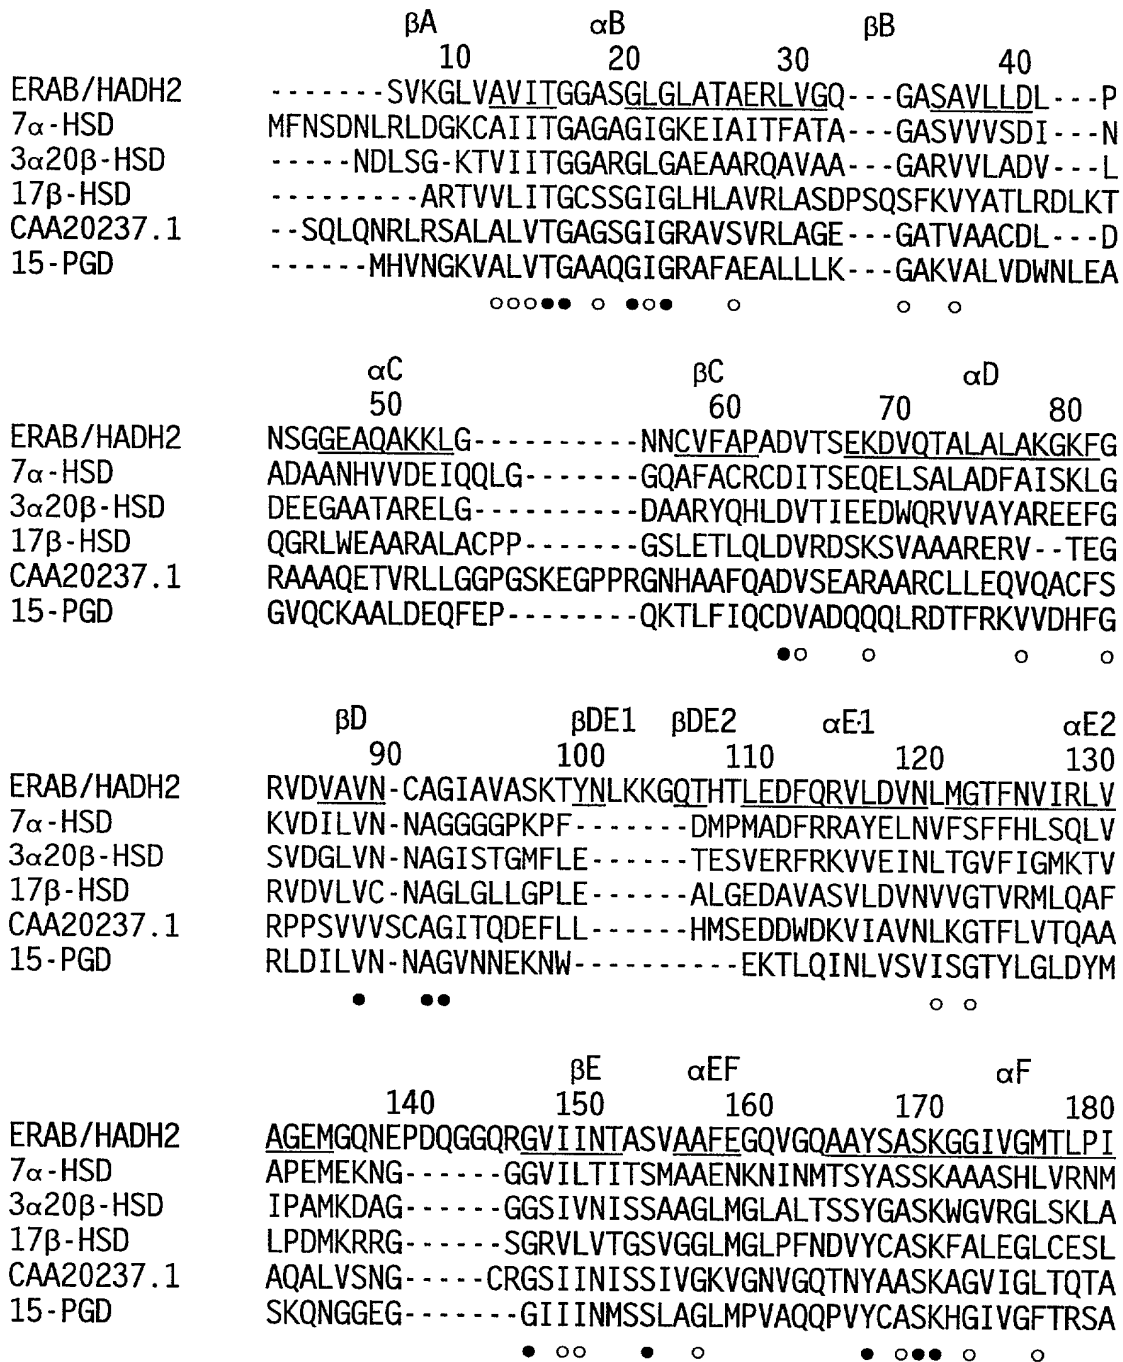 βA αB βB
10 20 30 40
ERAB/HADH2 -------SVKGLVAVITGGASGLGLATAERLVGQ---GASAVLLDL---P
7α-HSD MFNSDNLRLDGKCAIITGAGAGIGKEIAITFATA---GASVVVSDI---N
3α20β-HSD -----NDLSG-KTVIITGGARGLGAEAARQAVAA---GARVVLADV---L
17β-HSD ---------ARTVVLITGCSSGIGLHLAVRLASDPSQSFKVYATLRDLKT
CAA20237.1 --SQLQNRLRSALALVTGAGSGIGRAVSVRLAGE---GATVAACDL---D
15-PGD ------MHVNGKVALVTGAAQGIGRAFAEALLLK---GAKVALVDWNLEA
○○○●●○●○●○○○
αC βC αD
50 60 70 80
ERAB/HADH2 NSGGEAQAKKLG----------NNCVFAPADVTSEKDVQTALALAKGKFG
7α-HSD ADAANHVVDEIQQLG-------GQAFACRCDITSEQELSALADFAISKLG
3α20β-HSD DEEGAATARELG----------DAARYQHLDVTIEEDWQRVVAYAREEFG
17β-HSD QGRLWEAARALACPP-------GSLETLQLDVRDSKSVAAARERV--TEG
CAA20237.1 RAAAQETVRLLGGPGSKEGPPRGNHAAFQADVSEARAARCLLEQVQACFS
15-PGD GVQCKAALDEQFEP--------QKTLFIQCDVADQQQLRDTFRKVVDHFG
●○○○○
βD βDE1 βDE2 αE1 αE2
90 100 110 120 130
ERAB/HADH2 RVDVAVN-CAGIAVASKTYNLKKGQTHTLEDFQRVLDVNLMGTFNVIRLV
7α-HSD KVDILVN-NAGGGGPKPF-------DMPMADFRRAYELNVFSFFHLSQLV
3α20β-HSD SVDGLVN-NAGISTGMFLE------TESVERFRKVVEINLTGVFIGMKTV
17β-HSD RVDVLVC-NAGLGLLGPLE------ALGEDAVASVLDVNVVGTVRMLQAF
CAA20237.1 RPPSVVVSCAGITQDEFLL------HMSEDDWDKVIAVNLKGTFLVTQAA
15-PGD RLDILVN-NAGVNNEKNW----------EKTLQINLVSVISGTYLGLDYM
●●●○○
βE αEF αF
140 150 160 170 180
ERAB/HADH2 AGEMGQNEPDQGGQRGVIINTASVAAFEGQVGQAAYSASKGGIVGMTLPI
7α-HSD APEMEKNG------GGVILTITSMAAENKNINMTSYASSKAAASHLVRNM
3α20β-HSD IPAMKDAG------GGSIVNISSAAGLMGLALTSSYGASKWGVRGLSKLA
17β-HSD LPDMKRRG------SGRVLVTGSVGGLMGLPFNDVYCASKFALEGLCESL
CAA20237.1 AQALVSNG-----CRGSIINISSIVGKVGNVGQTNYAASKAGVIGLTQTA
15-PGD SKQNGGEG-------GIIINMSSLAGLMPVAQQPVYCASKHGIVGFTRSA
●○○●○●○●●○○